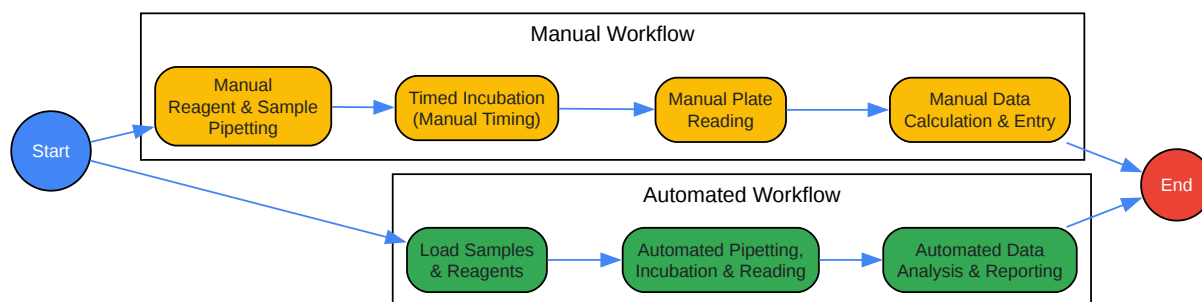 Manual Workflow
Manual
Reagent & Sample
Pipetting
Timed Incubation
(Manual Timing)
Manual Plate
Reading
Manual Data
Calculation & Entry
Start
End
Automated Workflow
Load Samples
& Reagents
Automated Pipetting,
Incubation & Reading
Automated Data
Analysis & Reporting